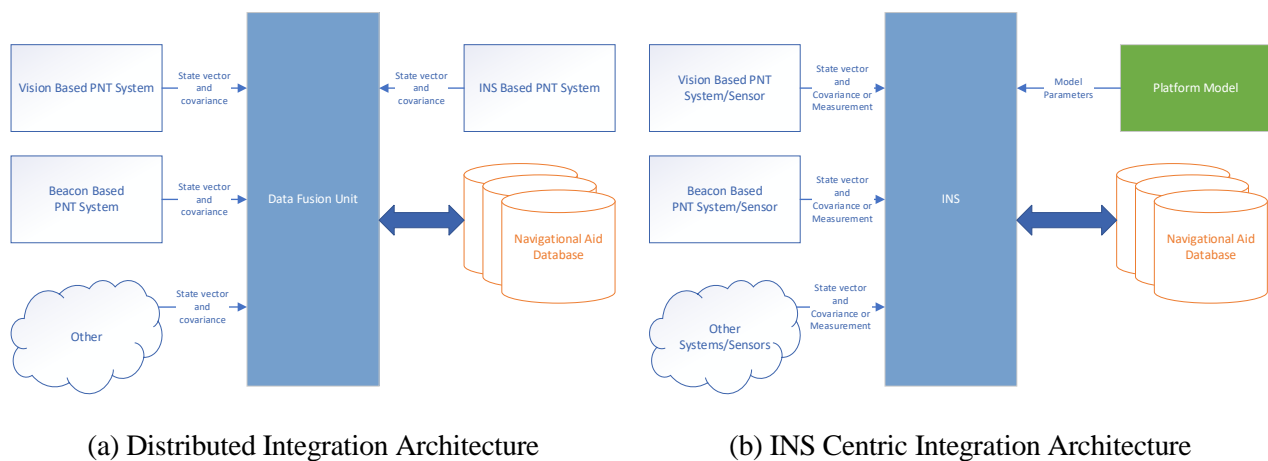 Vision Based PNT System
State vector
and
covariance
State vector
and
covariance
INS Based PNT System
Beacon Based
PNT System
State vector
and
covariance
Data Fusion Unit
Navigational Aid
Database
Other
State vector
and
covariance
(a) Distributed Integration Architecture
Vision Based PNT
System/Sensor
State vector
and
Covariance or
Measurement
Model
Parameters
Platform Model
Beacon Based
PNT System/Sensor
State vector
and
Covariance or
Measurement
INS
Navigational Aid
Database
Other
Systems/Sensors
State vector
and
Covariance or
Measurement
(b) INS Centric Integration Architecture